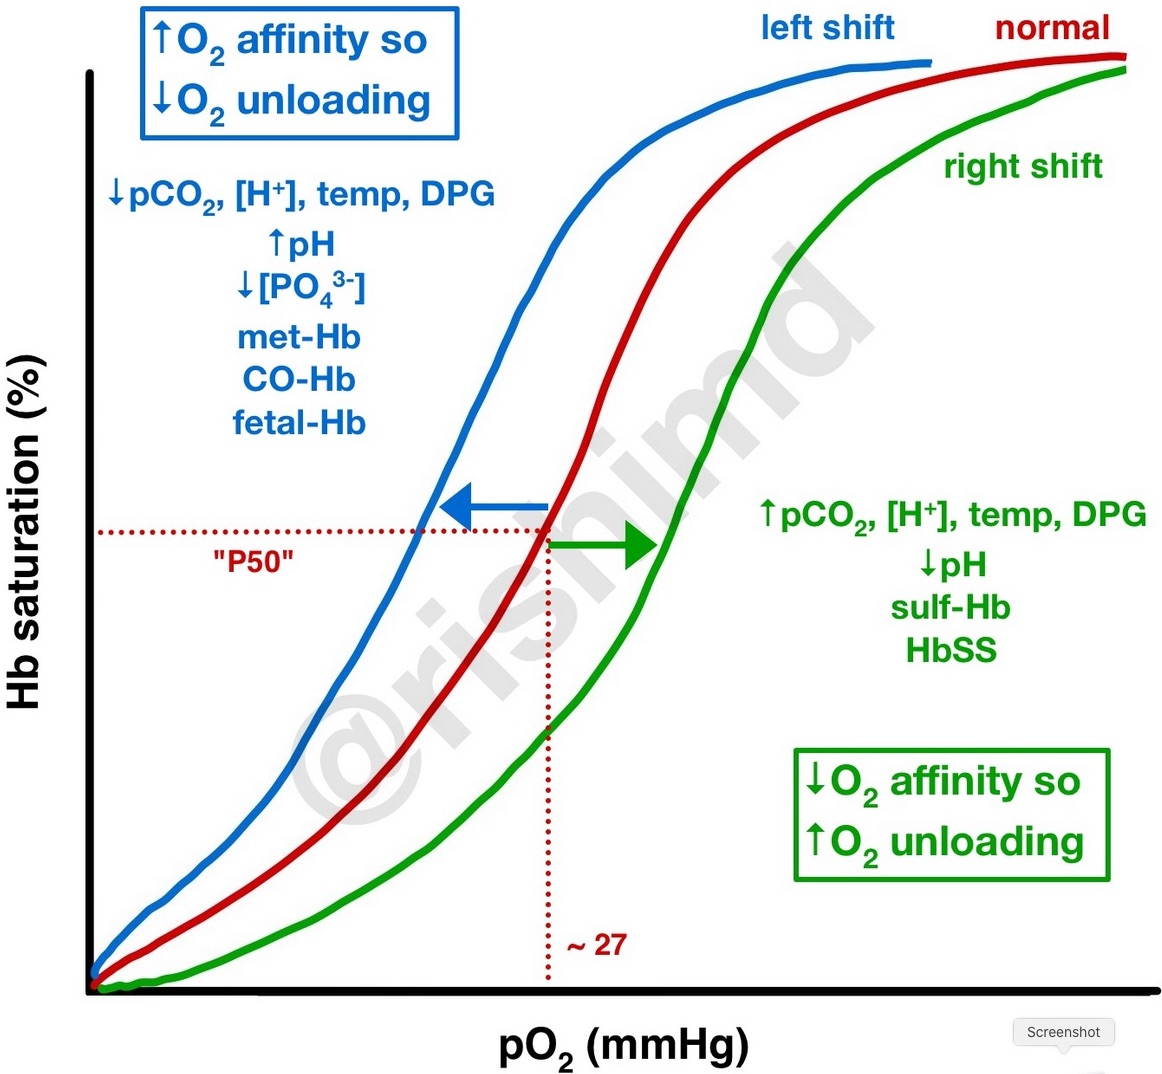 ↑O₂ affinity so
↓O₂ unloading
left shift
normal
right shift
↓pCO₂, [H⁺], temp, DPG
↑pH
↓[PO₄³⁻]
met-Hb
CO-Hb
fetal-Hb
"P50"
↑pCO₂, [H⁺], temp, DPG
↓pH
sulf-Hb
HbSS
↓O₂ affinity so
↑O₂ unloading
~ 27
Hb saturation (%)
pO₂ (mmHg)
@rishimd
Screenshot